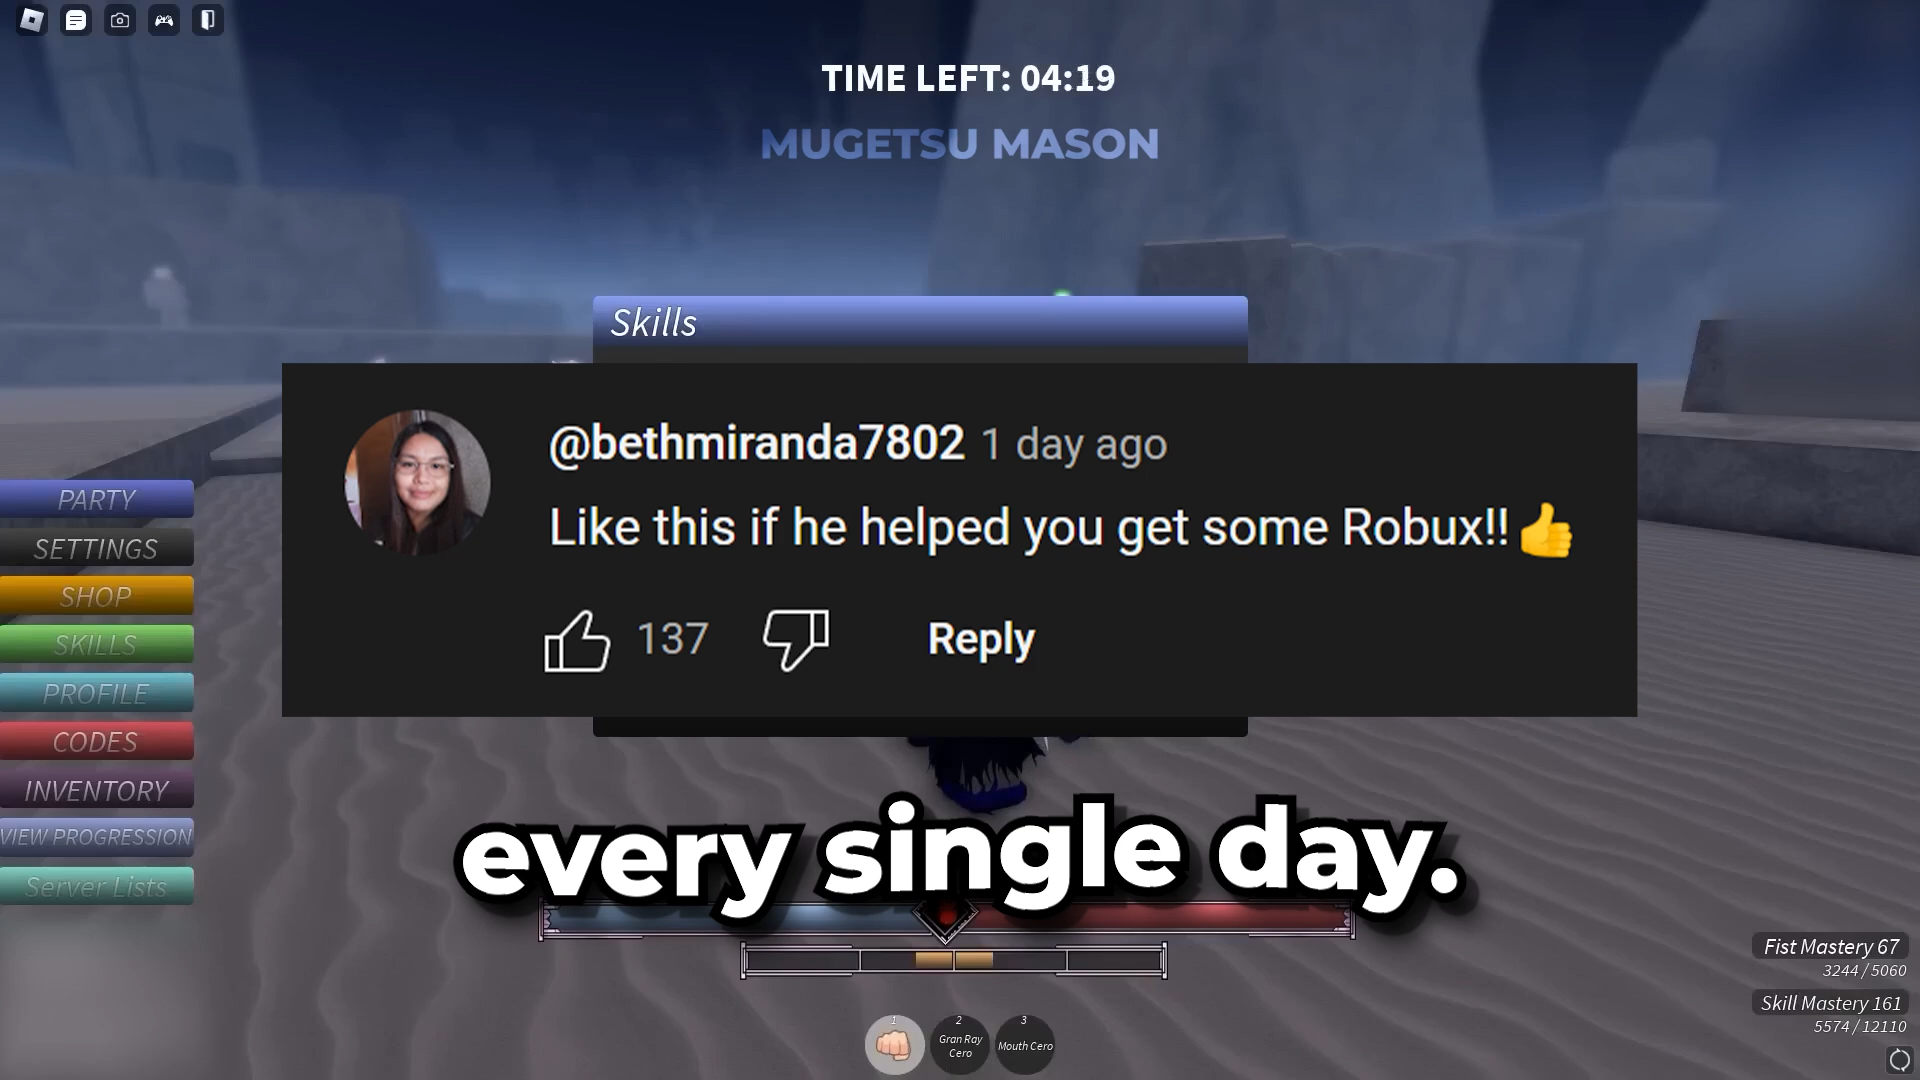 TIME LEFT: 04:19
MUGETSU MASON
Skills
@bethmiranda7802 1 day ago
Like this if he helped you get some Robux!!👍
137 Reply
PARTY
SETTINGS
SHOP
SKILLS
PROFILE
CODES
INVENTORY
VIEW PROGRESSION
Server Lists
every single day.
Fist Mastery 67
3244 / 5060
Skill Mastery 161
5574 / 12110
1
2
Gran Ray
Cero
3
Mouth Cero